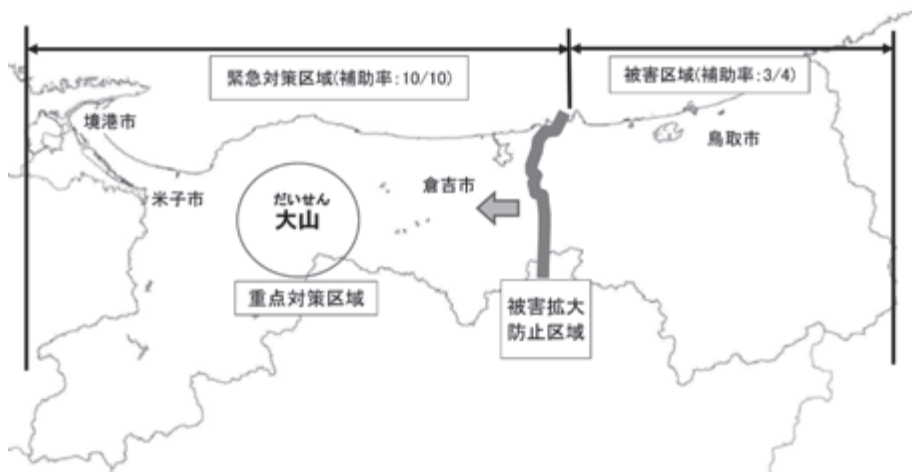 緊急対策区域(補助率:10/10)
被害区域(補助率:3/4)
境港市
鳥取市
米子市
倉吉市
だいせん
大山
重点対策区域
被害拡大
防止区域